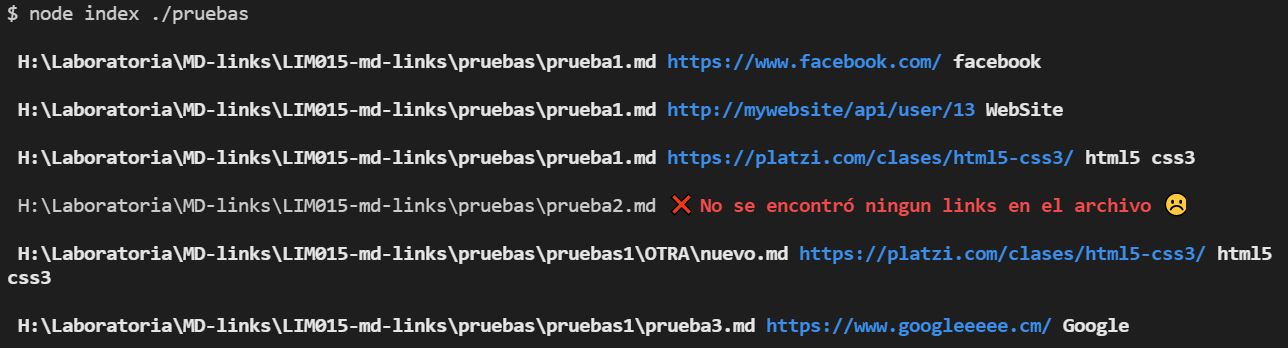 $ node index ./pruebas
H:\Laboratoria\MD-links\LIM015-md-links\pruebas\prueba1.md https://www.facebook.com/ facebook
H:\Laboratoria\MD-links\LIM015-md-links\pruebas\prueba1.md http://mywebsite/api/user/13 WebSite
H:\Laboratoria\MD-links\LIM015-md-links\pruebas\prueba1.md https://platzi.com/clases/html5-css3/ html5 css3
H:\Laboratoria\MD-links\LIM015-md-links\pruebas\prueba2.md ❌ No se encontró ningun links en el archivo ☹️
H:\Laboratoria\MD-links\LIM015-md-links\pruebas\pruebas1\OTRA\nuevo.md https://platzi.com/clases/html5-css3/ html5
css3
H:\Laboratoria\MD-links\LIM015-md-links\pruebas\pruebas1\prueba3.md https://www.googleeeee.cm/ Google